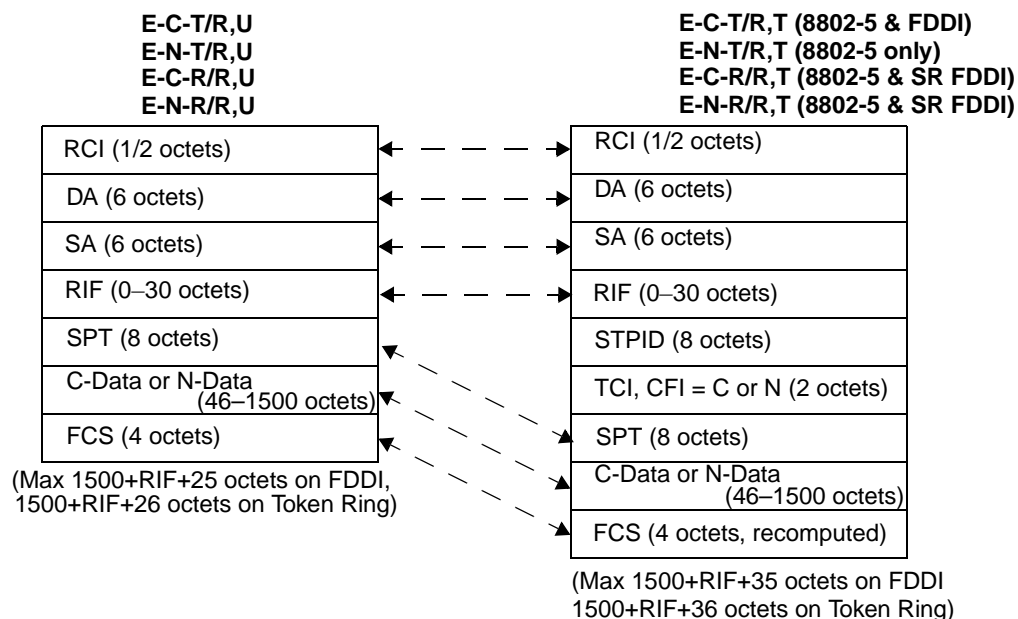 E-C-T/R,U
E-N-T/R,U
E-C-R/R,U
E-N-R/R,U
RCI (1/2 octets)
DA (6 octets)
SA (6 octets)
RIF (0–30 octets)
SPT (8 octets)
C-Data or N-Data
(46–1500 octets)
FCS (4 octets)
(Max 1500+RIF+25 octets on FDDI,
1500+RIF+26 octets on Token Ring)
E-C-T/R,T (8802-5 & FDDI)
E-N-T/R,T (8802-5 only)
E-C-R/R,T (8802-5 & SR FDDI)
E-N-R/R,T (8802-5 & SR FDDI)
RCI (1/2 octets)
DA (6 octets)
SA (6 octets)
RIF (0–30 octets)
STPID (8 octets)
TCI, CFI = C or N (2 octets)
SPT (8 octets)
C-Data or N-Data
(46–1500 octets)
FCS (4 octets, recomputed)
(Max 1500+RIF+35 octets on FDDI
1500+RIF+36 octets on Token Ring)